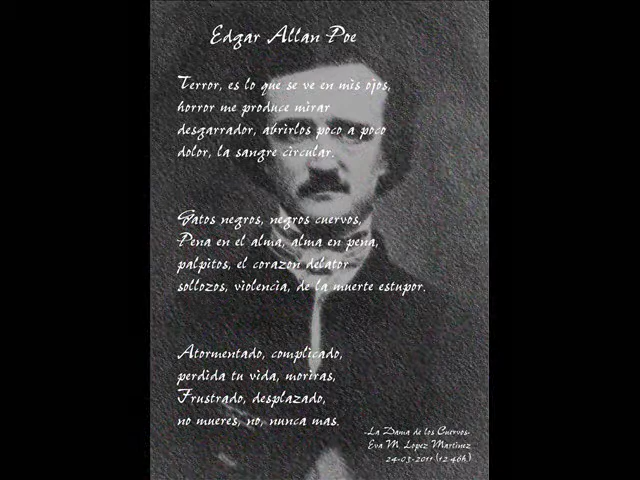 Edgar Allan Poe
Terror, es lo que se ve en mis ojos,
horror me produce mirar
desgarrador, abrirlos poco a poco
dolor, la sangre circular.
Gatos negros, negros cuervos,
Pena en el alma, alma en pena,
palpitos, el corazon delator
sollozos, violencia, de la muerte estupor.
Atormentado, complicado,
perdida tu vida, moriras,
Frustrado, desplazado,
no mueres, no, nunca mas.
-La Dama de los Cuervos-
Eva M. Lopez Martinez
24-03-2011 (12:46h)